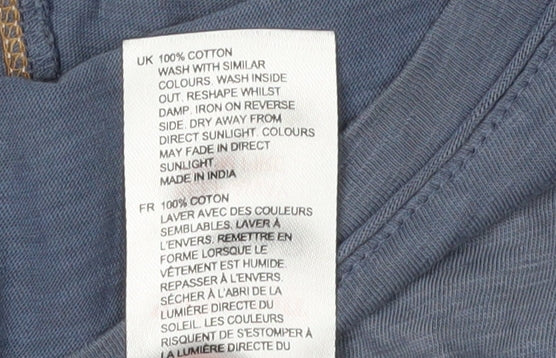 UK 100% COTTON
WASH WITH SIMILAR
COLOURS. WASH INSIDE
OUT. RESHAPE WHILST
DAMP. IRON ON REVERSE
SIDE. DRY AWAY FROM
DIRECT SUNLIGHT. COLOURS
MAY FADE IN DIRECT
SUNLIGHT.
MADE IN INDIA
FR 100% COTON
LAVER AVEC DES COULEURS
SEMBLABLES. LAVER À
L'ENVERS. REMETTRE EN
FORME LORSQUE LE
VÊTEMENT EST HUMIDE.
REPASSER À L'ENVERS.
SÉCHER À L'ABRI DE LA
LUMIÈRE DIRECTE DU
SOLEIL. LES COULEURS
RISQUENT DE S'ESTOMPER À
LA LUMIÈRE DIRECTE DU